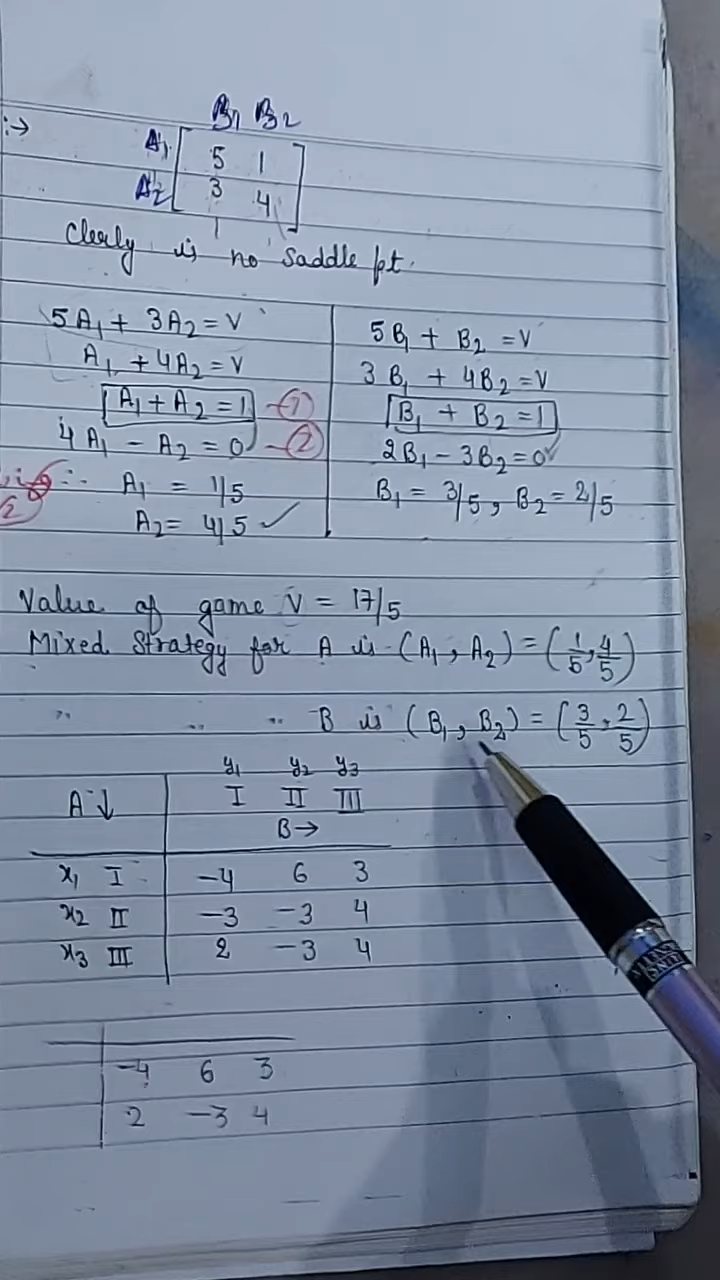 :→
B1 B2
A1 [ 5 1 ]
A2 [ 3 4 ]
Clerly is no saddle pt.
5A1 + 3A2 = V
A1 + 4A2 = V
A1 + A2 = 1 -①
4A1 - A2 = 0 -②
∴ A1 = 1/5
A2 = 4/5 ✓
5B1 + B2 = V
3B1 + 4B2 = V
B1 + B2 = 1
2B1 - 3B2 = 0
B1 = 3/5, B2 = 2/5
Value of game V = 17/5
Mixed Strategy for A is (A1, A2) = (1/5, 4/5)
" " " B is (B1, B2) = (3/5, 2/5)
y1 y2 y3
A↓ I II III
B→
x1 I -4 6 3
x2 II -3 -3 4
x3 III 2 -3 4
-4 6 3
2 -3 4